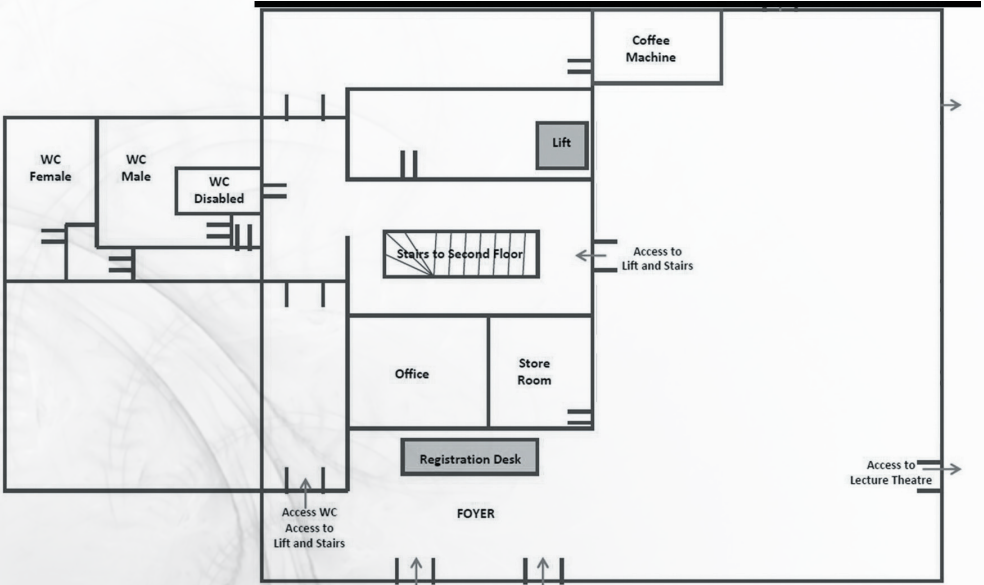 Coffee
Machine
Lift
WC
Female
WC
Male
WC
Disabled
Stairs to Second Floor
Access to
Lift and Stairs
Office
Store
Room
Registration Desk
Access to
Lecture Theatre
Access WC
Access to
Lift and Stairs
FOYER